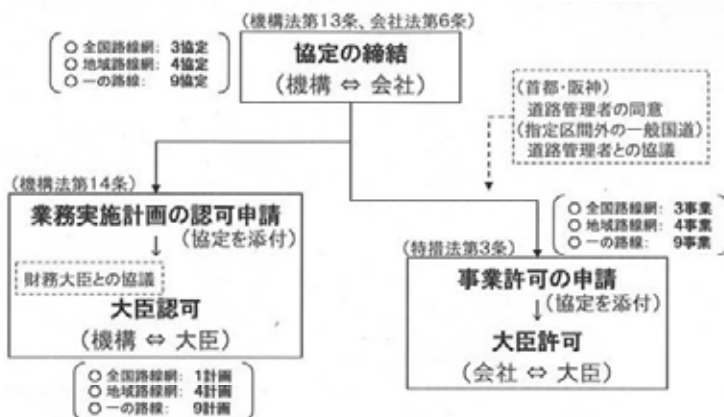 (機構法第13条、会社法第6条)
○ 全国路線網: 3協定
○ 地域路線網: 4協定
○ 一の路線: 9協定
協定の締結
(機構 ⇔ 会社)
(首都・阪神)
道路管理者の同意
(指定区間外の一般国道)
道路管理者との協議
(機構法第14条)
業務実施計画の認可申請
↓(協定を添付)
財務大臣との協議
大臣認可
(機構 ⇔ 大臣)
○ 全国路線網: 1計画
○ 地域路線網: 4計画
○ 一の路線: 9計画
○ 全国路線網: 3事業
○ 地域路線網: 4事業
○ 一の路線: 9事業
(特措法第3条)
事業許可の申請
↓(協定を添付)
大臣許可
(会社 ⇔ 大臣)